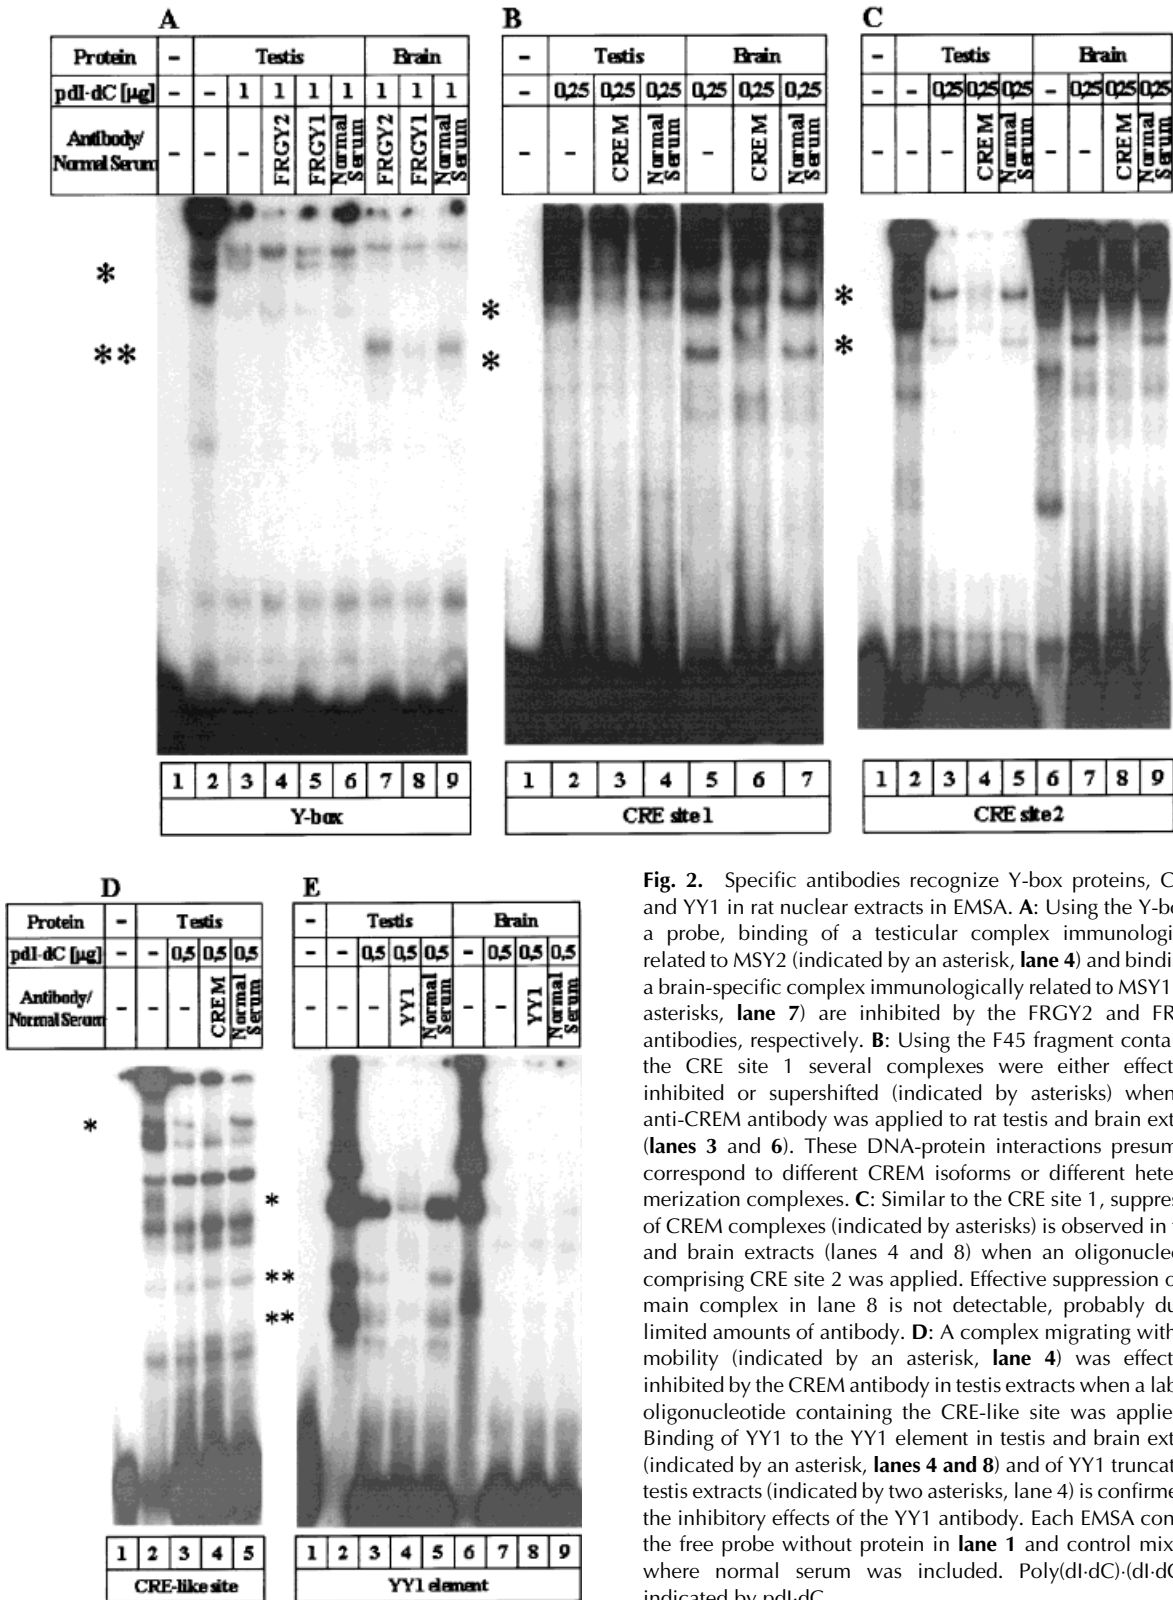 A
B
C
Protein - Testis Brain
pdI-dC [µg] - - 1 1 1 1 1 1 1
Antibody/ Normal Serum - - - FRGY2 FRGY1 Normal Serum FRGY2 FRGY1 Normal Serum
- Testis Brain
- 0,25 0,25 0,25 0,25 0,25 0,25
- - CREM Normal Serum - CREM Normal Serum
- Testis Brain
- - 0,25 0,25 0,25 - 0,25 0,25 0,25
- - - CREM Normal Serum - - CREM Normal Serum
*
**
*
*
*
*
1 2 3 4 5 6 7 8 9
Y-box
1 2 3 4 5 6 7
CRE site 1
1 2 3 4 5 6 7 8 9
CRE site 2
D
E
Protein - Testis
pdI-dC [µg] - - 0,5 0,5 0,5
Antibody/ Normal Serum - - - CREM Normal Serum
- Testis Brain
- - 0,5 0,5 0,5 - 0,5 0,5 0,5
- - - YY1 Normal Serum - - YY1 Normal Serum
*
*
**
**
1 2 3 4 5
CRE-like site
1 2 3 4 5 6 7 8 9
YY1 element
Fig. 2. Specific antibodies recognize Y-box proteins, C
and YY1 in rat nuclear extracts in EMSA. A: Using the Y-bo
a probe, binding of a testicular complex immunologi
related to MSY2 (indicated by an asterisk, lane 4) and bindi
a brain-specific complex immunologically related to MSY1
asterisks, lane 7) are inhibited by the FRGY2 and FR
antibodies, respectively. B: Using the F45 fragment conta
the CRE site 1 several complexes were either effect
inhibited or supershifted (indicated by asterisks) when
anti-CREM antibody was applied to rat testis and brain ext
(lanes 3 and 6). These DNA-protein interactions presum
correspond to different CREM isoforms or different hete
merization complexes. C: Similar to the CRE site 1, suppre
of CREM complexes (indicated by asterisks) is observed in
and brain extracts (lanes 4 and 8) when an oligonucle
comprising CRE site 2 was applied. Effective suppression o
main complex in lane 8 is not detectable, probably du
limited amounts of antibody. D: A complex migrating with
mobility (indicated by an asterisk, lane 4) was effect
inhibited by the CREM antibody in testis extracts when a lab
oligonucleotide containing the CRE-like site was applie
Binding of YY1 to the YY1 element in testis and brain ext
(indicated by an asterisk, lanes 4 and 8) and of YY1 truncat
testis extracts (indicated by two asterisks, lane 4) is confirme
the inhibitory effects of the YY1 antibody. Each EMSA con
the free probe without protein in lane 1 and control mix
where normal serum was included. Poly(dI·dC)·(dI·dC
indicated by pdI·dC